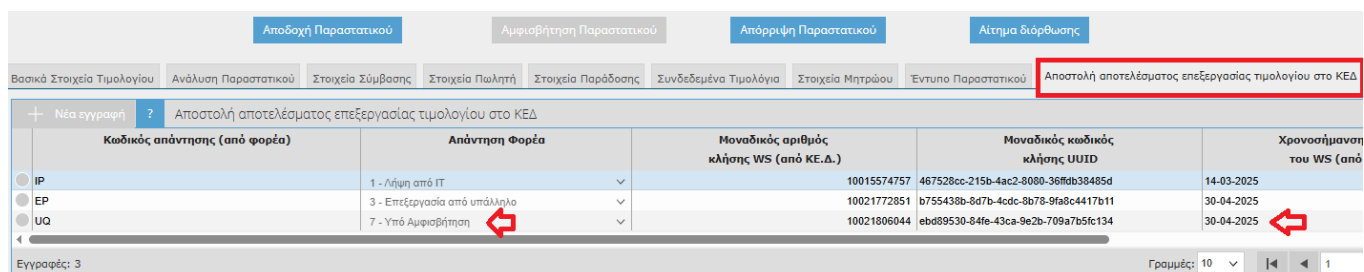 Αποδοχή Παραστατικού Αμφισβήτηση Παραστατικού Απόρριψη Παραστατικού Αίτημα διόρθωσης
Βασικά Στοιχεία Τιμολογίου Ανάλυση Παραστατικού Στοιχεία Σύμβασης Στοιχεία Πωλητή Στοιχεία Παράδοσης Συνδεδεμένα Τιμολόγια Στοιχεία Μητρώου Έντυπο Παραστατικού Αποστολή αποτελέσματος επεξεργασίας τιμολογίου στο ΚΕΔ
+ Νέα εγγραφή ? Αποστολή αποτελέσματος επεξεργασίας τιμολογίου στο ΚΕΔ
Κωδικός απάντησης (από φορέα) Απάντηση Φορέα Μοναδικός αριθμός Μοναδικός κωδικός Χρονοσήμανση
κλήσης WS (από ΚΕ.Δ.) κλήσης UUID του WS (από
IP 1 - Λήψη από IT 10015574757 467528cc-215b-4ac2-8080-36ffdb38485d 14-03-2025
EP 3 - Επεξεργασία από υπάλληλο 10021772851 b755438b-8d7b-4cdc-8b78-9fa8c4417b11 30-04-2025
UQ 7 - Υπό Αμφισβήτηση 10021806044 ebd89530-84fe-43ca-9e2b-709a7b5fc134 30-04-2025
Εγγραφές: 3 Γραμμές: 10 1